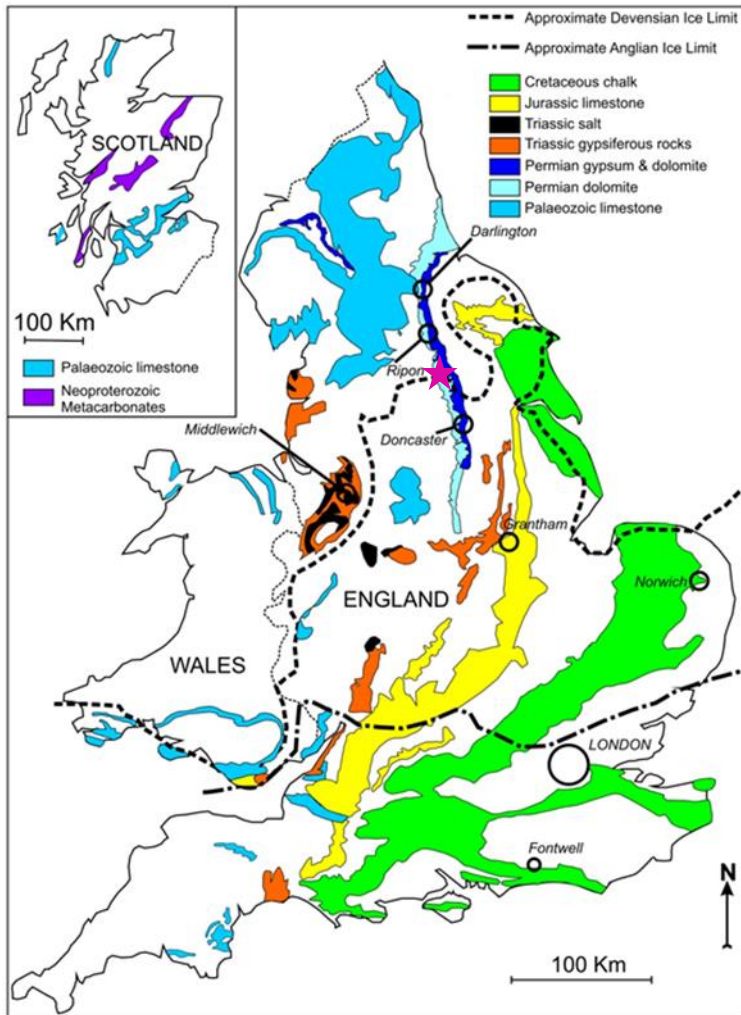 Approximate Devensian Ice Limit
Approximate Anglian Ice Limit
Cretaceous chalk
Jurassic limestone
Triassic salt
Triassic gypsiferous rocks
Permian gypsum & dolomite
Permian dolomite
Palaeozoic limestone
SCOTLAND
100 Km
Palaeozoic limestone
Neoproterozoic
Metacarbonates
Darlington
Ripon
Middlewich
Doncaster
Grantham
Norwich
ENGLAND
WALES
LONDON
Fontwell
N
100 Km